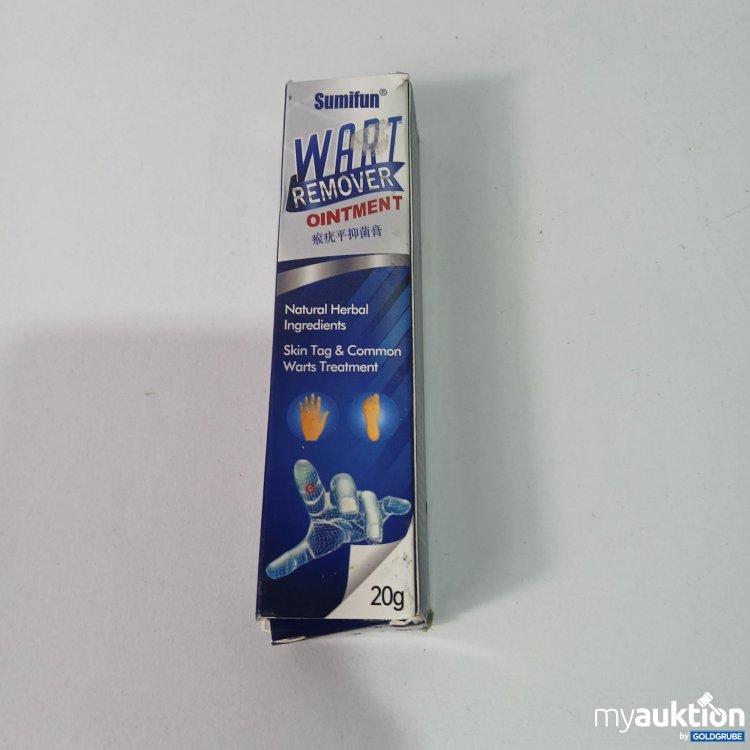 Sumifun®
WART
REMOVER
OINTMENT
瘊疣平抑菌膏
Natural Herbal
Ingredients
Skin Tag & Common
Warts Treatment
20g
myauktion
by GOLDGRUBE